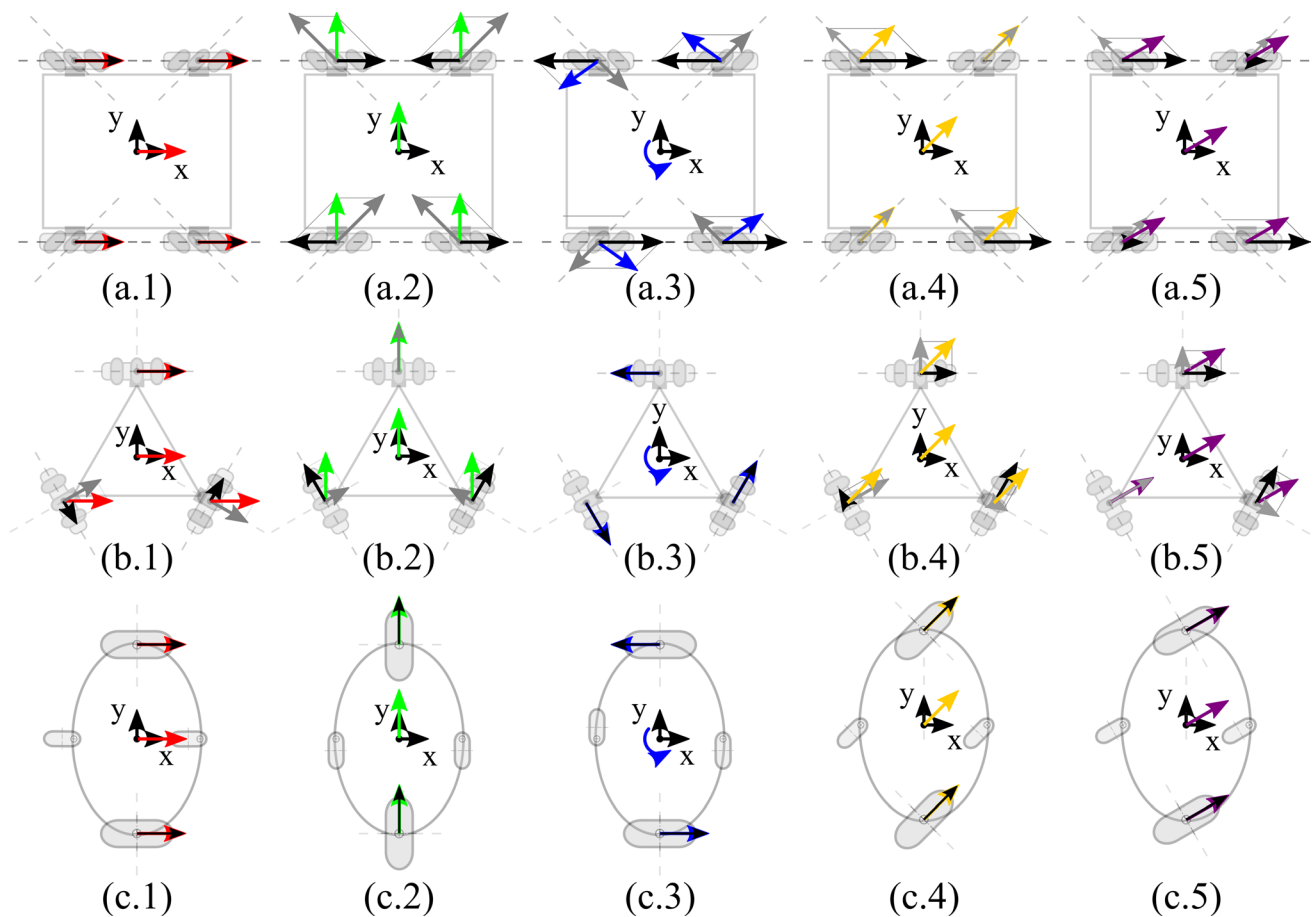 y y y y y
x x x x x
(a.1) (a.2) (a.3) (a.4) (a.5)
y y y y y
x x x x x
(b.1) (b.2) (b.3) (b.4) (b.5)
y y y y y
x x x x x
(c.1) (c.2) (c.3) (c.4) (c.5)